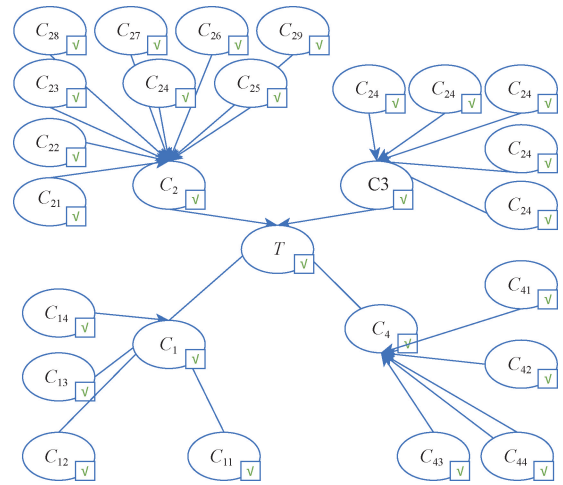 C28 √ C27 √ C26 √ C29 √
C23 √ C24 √ C25 √ C24 √ C24 √ C24 √
C22 √ C24 √
C21 √ C2 √ C3 √ C24 √
T √
C14 √ C41 √
C1 √ C4 √
C13 √ C42 √
C12 √ C11 √ C43 √ C44 √